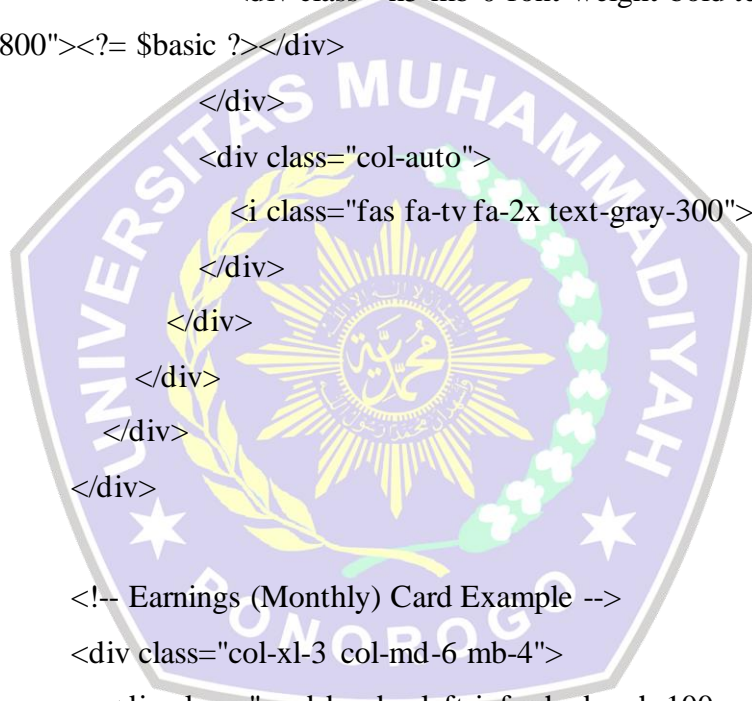 800"><?= $basic ?></div>
</div>
<div class="col-auto">
<i class="fas fa-tv fa-2x text-gray-300">
</div>
</div>
</div>
</div>
</div>
<!-- Earnings (Monthly) Card Example -->
<div class="col-xl-3 col-md-6 mb-4">
UNIVERSITAS MUHAMMADIYAH
PONOROGO